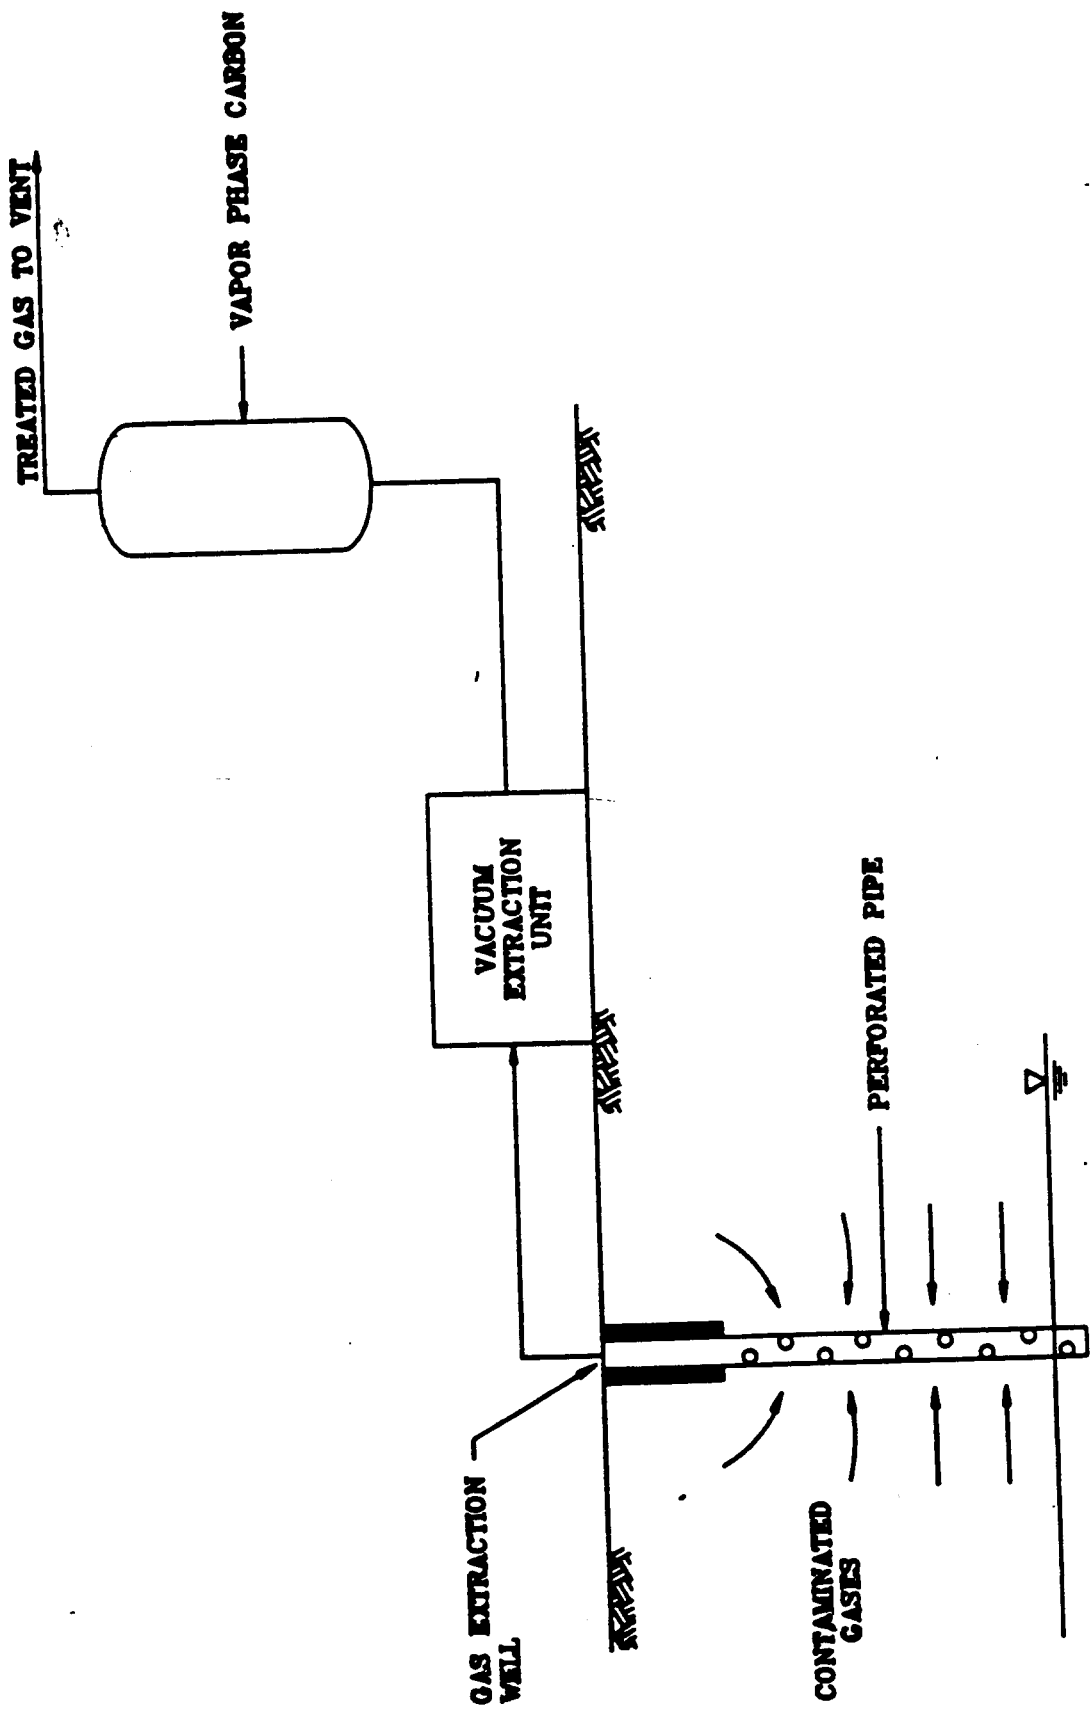 TREATED GAS TO VENT
VAPOR PHASE CARBON
VACUUM
EXTRACTION
UNIT
GAS EXTRACTION
WELL
PERFORATED PIPE
CONTAMINATED
GASES